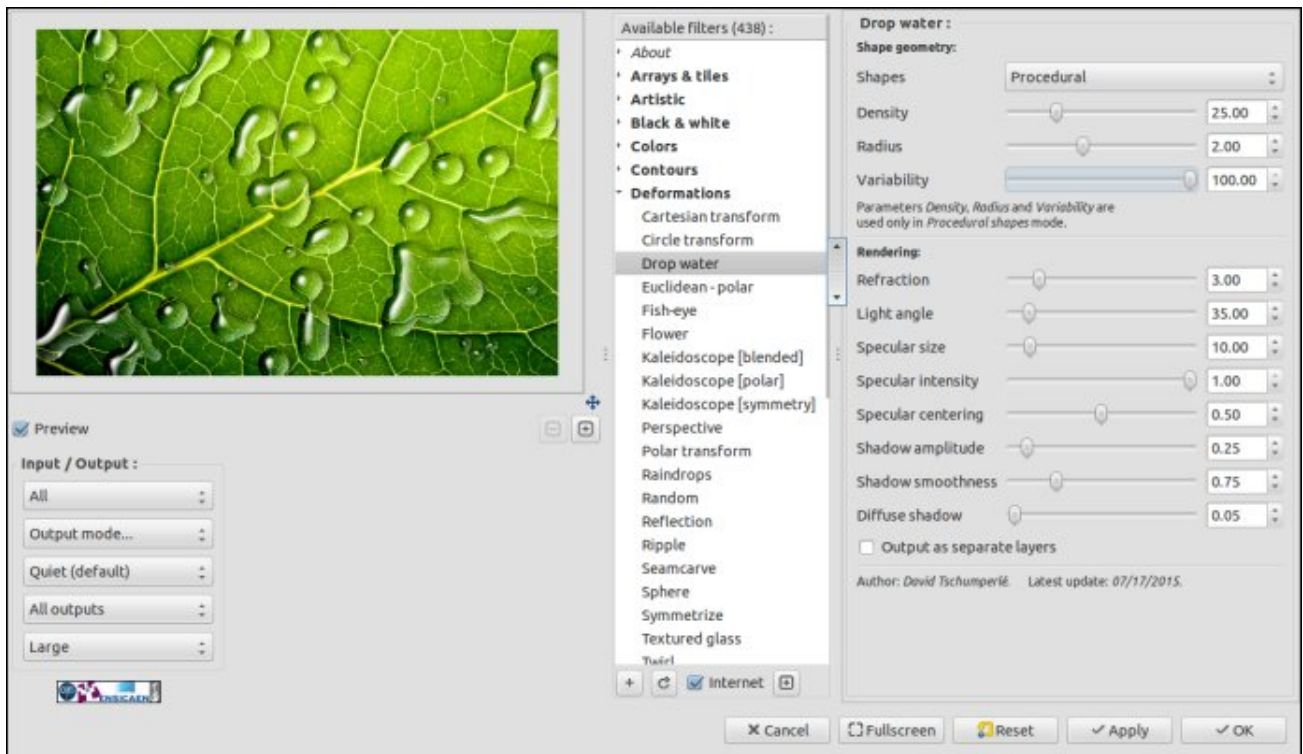 Preview
Input / Output :
All
Output mode...
Quiet (default)
All outputs
Large
ENSICAEN
Available filters (438) :
About
Arrays & tiles
Artistic
Black & white
Colors
Contours
Deformations
Cartesian transform
Circle transform
Drop water
Euclidean - polar
Fish-eye
Flower
Kaleidoscope [blended]
Kaleidoscope [polar]
Kaleidoscope [symmetry]
Perspective
Polar transform
Raindrops
Random
Reflection
Ripple
Seamcarve
Sphere
Symmetrize
Textured glass
Twirl
Internet
Drop water :
Shape geometry:
Shapes Procedural
Density 25.00
Radius 2.00
Variability 100.00
Parameters Density, Radius and Variability are
used only in Procedural shapes mode.
Rendering:
Refraction 3.00
Light angle 35.00
Specular size 10.00
Specular intensity 1.00
Specular centering 0.50
Shadow amplitude 0.25
Shadow smoothness 0.75
Diffuse shadow 0.05
Output as separate layers
Author: David Tschumperlé. Latest update: 07/17/2015.
Cancel Fullscreen Reset Apply OK